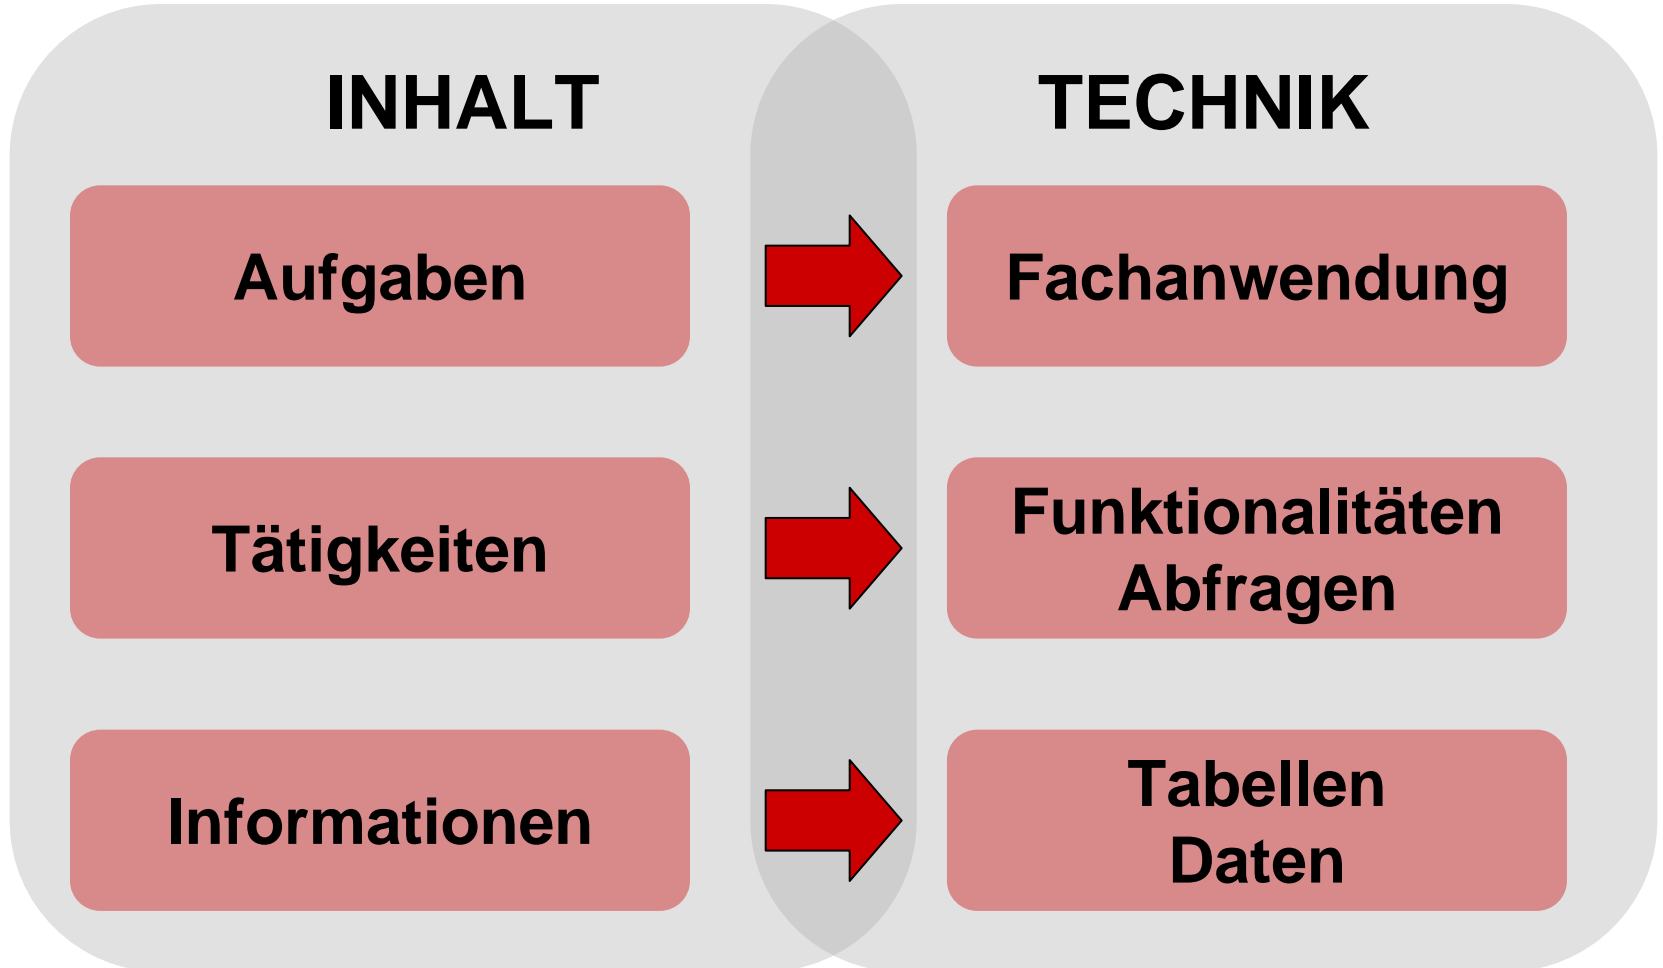 INHALT
TECHNIK
Aufgaben
Fachanwendung
Tätigkeiten
Funktionalitäten
Abfragen
Informationen
Tabellen
Daten